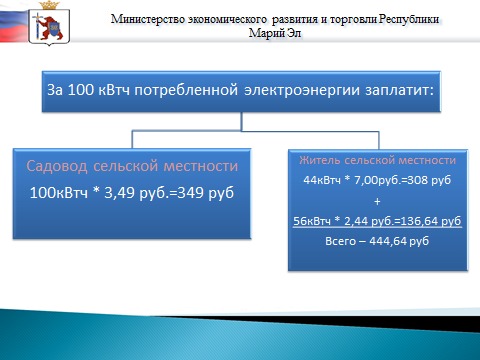 Министерство экономического развития и торговли Республики
Марий Эл
За 100 кВтч потребленной электроэнергии заплатит:
Садовод сельской местности
100кВтч * 3,49 руб.=349 руб
Житель сельской местности
44кВтч * 7,00руб.=308 руб
+
56кВтч * 2,44 руб.=136,64 руб
Всего – 444,64 руб